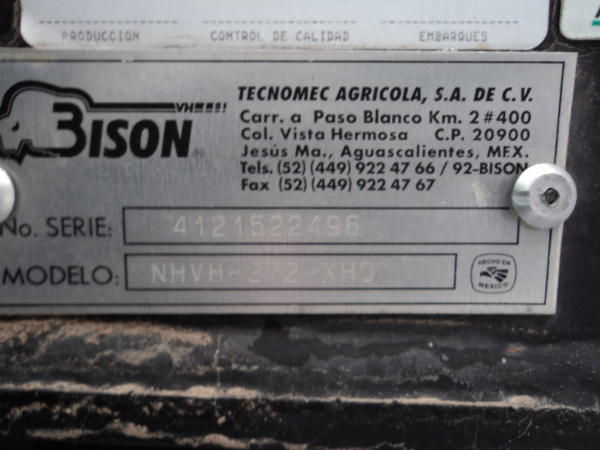 PRODUCCION CONTROL DE CALIDAD EMBARQUES
VH
BISON
TECNOMEC AGRICOLA, S.A. DE C.V.
Carr. a Paso Blanco Km. 2 #400
Col. Vista Hermosa C.P. 20900
Jesús Ma., Aguascalientes, MEX.
Tels. (52) (449) 922 47 66 / 92-BISON
Fax (52) (449) 922 47 67
No. SERIE: 4121522496
MODELO: NHVH-272-XHD
HECHO EN
MEXICO